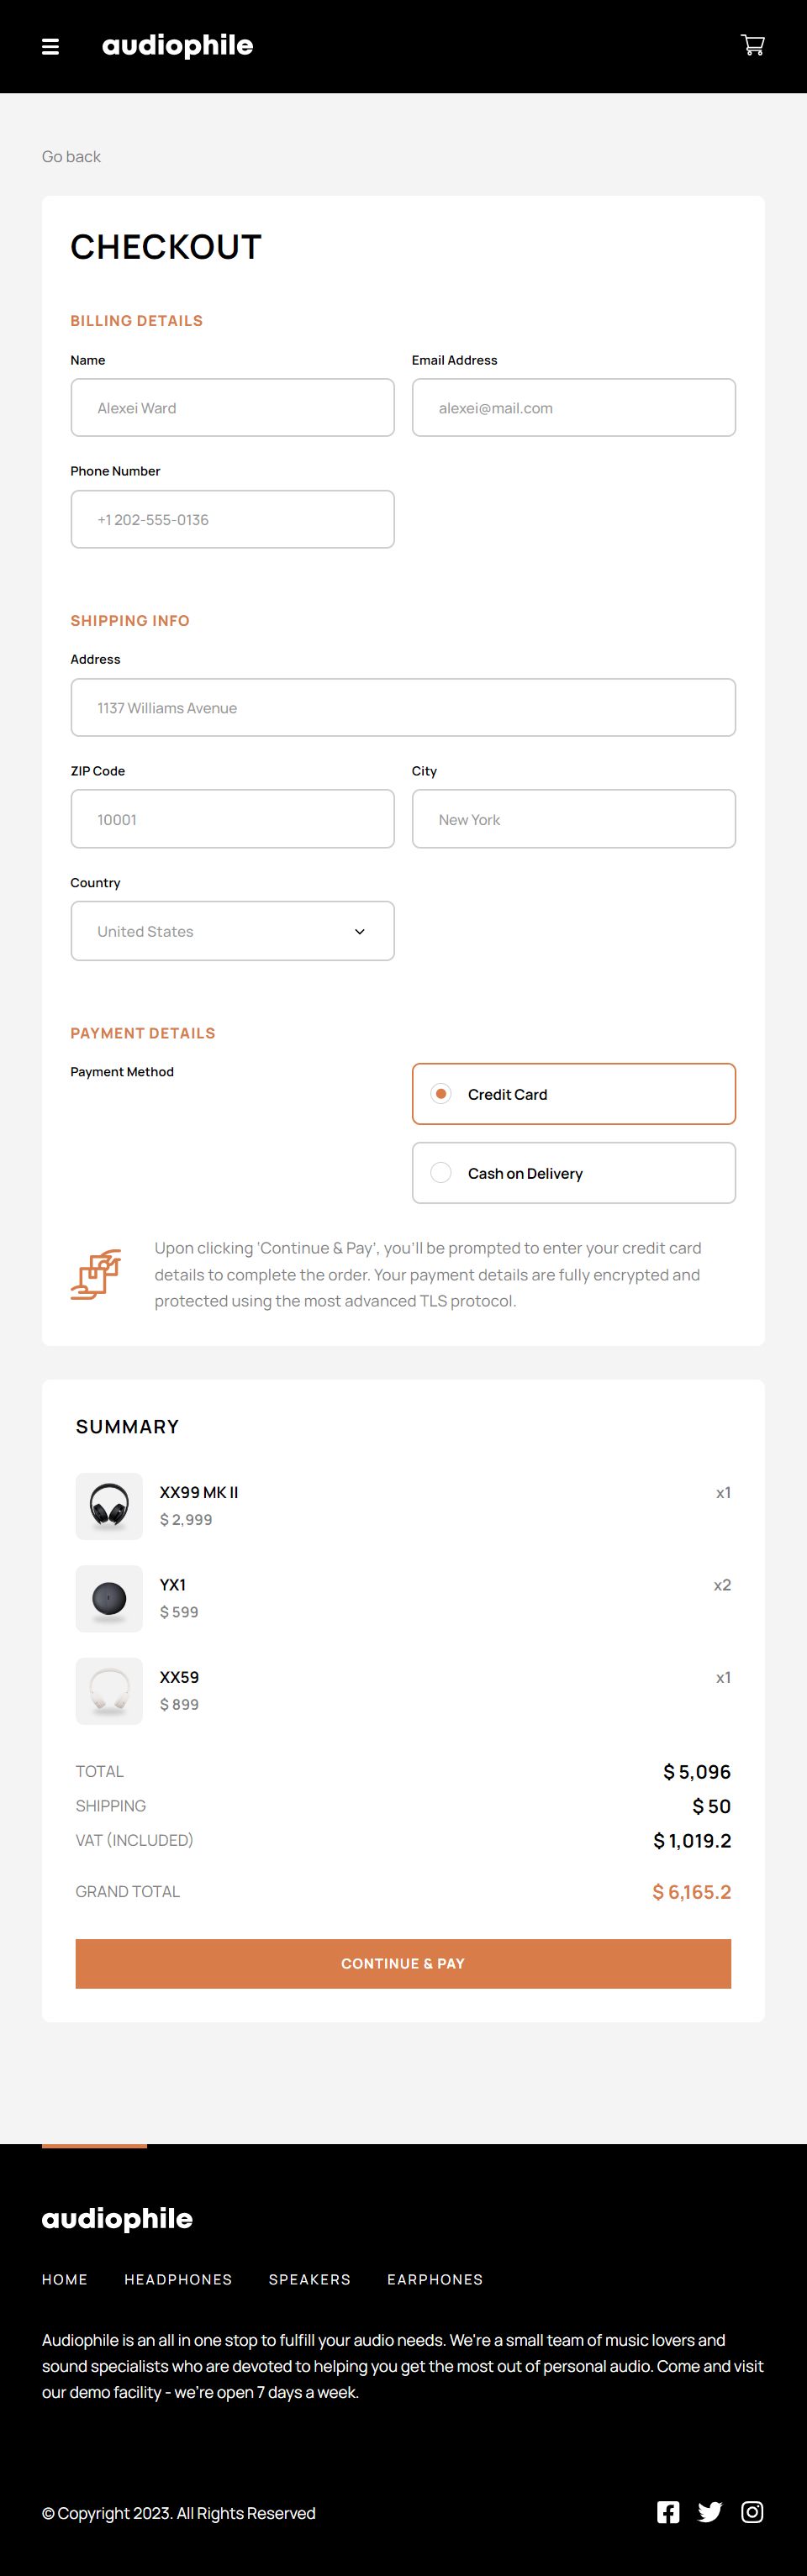 audiophile
Go back
CHECKOUT
BILLING DETAILS
Name
Email Address
Alexei Ward
alexei@mail.com
Phone Number
+1 202-555-0136
SHIPPING INFO
Address
1137 Williams Avenue
ZIP Code
City
10001
New York
Country
United States
PAYMENT DETAILS
Payment Method
Credit Card
Cash on Delivery
Upon clicking 'Continue & Pay', you'll be prompted to enter your credit card
details to complete the order. Your payment details are fully encrypted and
protected using the most advanced TLS protocol.
SUMMARY
XX99 MK II
x1
$ 2,999
YX1
x2
$ 599
XX59
x1
$ 899
TOTAL
$ 5,096
SHIPPING
$ 50
VAT (INCLUDED)
$ 1,019.2
GRAND TOTAL
$ 6,165.2
CONTINUE & PAY
audiophile
HOME
HEADPHONES
SPEAKERS
EARPHONES
Audiophile is an all in one stop to fulfill your audio needs. We're a small team of music lovers and
sound specialists who are devoted to helping you get the most out of personal audio. Come and visit
our demo facility - we're open 7 days a week.
© Copyright 2023. All Rights Reserved